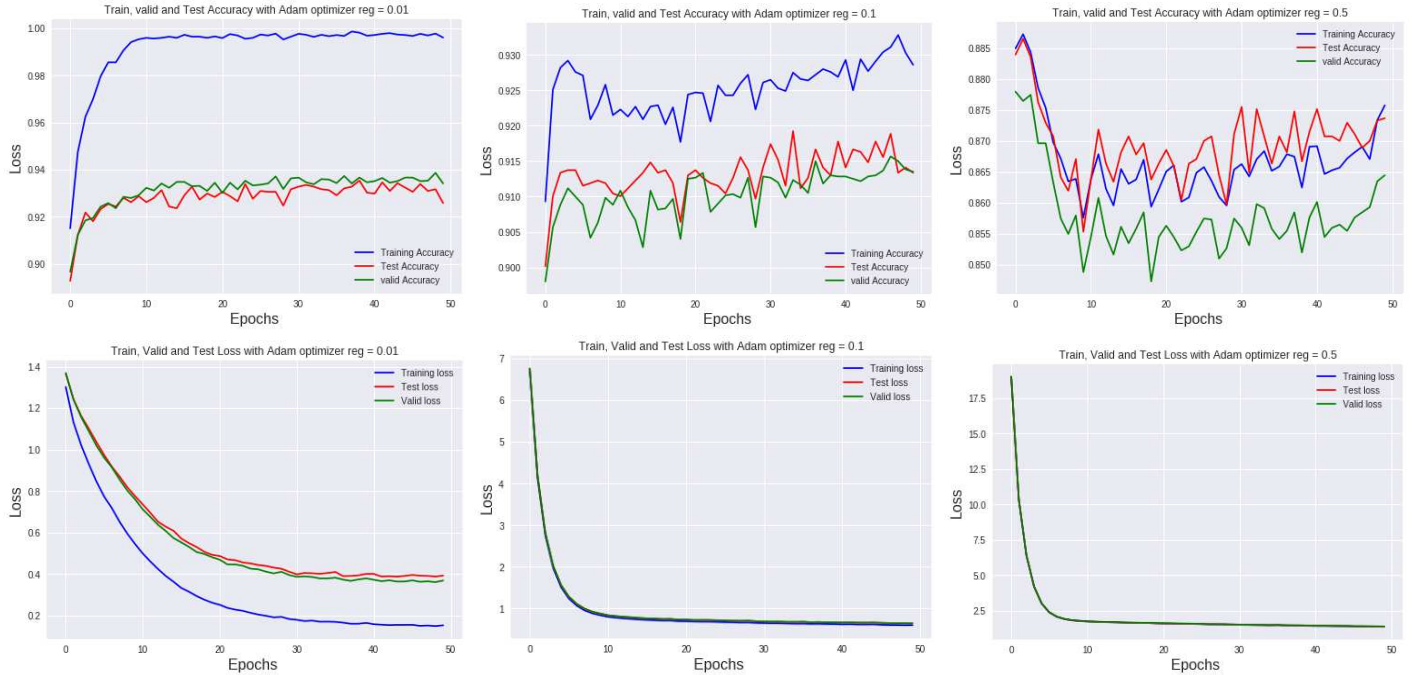 Train, valid and Test Accuracy with Adam optimizer reg = 0.01
1.00
0.98
0.96
0.94
0.92
0.90
Loss
Training Accuracy
Test Accuracy
valid Accuracy
0 10 20 30 40 50
Epochs
Train, valid and Test Accuracy with Adam optimizer reg = 0.1
0.930
0.925
0.920
0.915
0.910
0.905
0.900
Loss
Training Accuracy
Test Accuracy
valid Accuracy
0 10 20 30 40 50
Epochs
Train, valid and Test Accuracy with Adam optimizer reg = 0.5
0.885
0.880
0.875
0.870
0.865
0.860
0.855
0.850
Loss
Training Accuracy
Test Accuracy
valid Accuracy
0 10 20 30 40 50
Epochs
Train, Valid and Test Loss with Adam optimizer reg = 0.01
1.4
1.2
1.0
0.8
0.6
0.4
0.2
Loss
Training loss
Test loss
Valid loss
0 10 20 30 40 50
Epochs
Train, Valid and Test Loss with Adam optimizer reg = 0.1
7
6
5
4
3
2
1
Loss
Training loss
Test loss
Valid loss
0 10 20 30 40 50
Epochs
Train, Valid and Test Loss with Adam optimizer reg = 0.5
17.5
15.0
12.5
10.0
7.5
5.0
2.5
Loss
Training loss
Test loss
Valid loss
0 10 20 30 40 50
Epochs